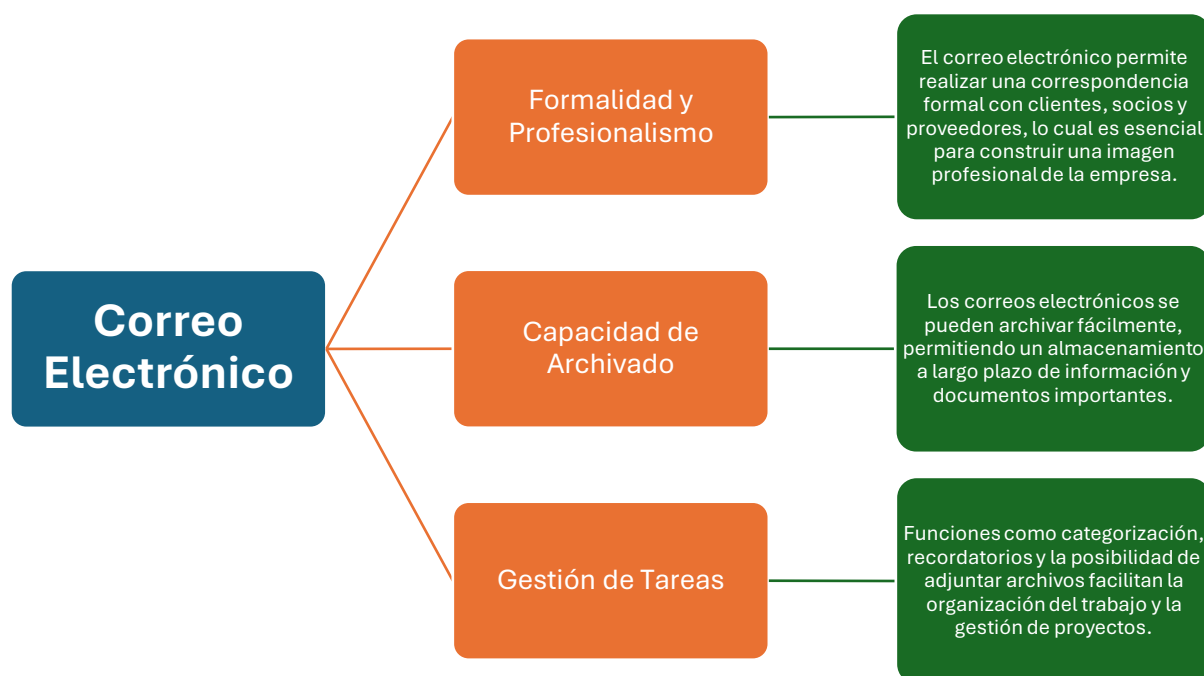 Correo
Electrónico
Formalidad y
Profesionalismo
El correo electrónico permite
realizar una correspondencia
formal con clientes, socios y
proveedores, lo cual es esencial
para construir una imagen
profesional de la empresa.
Capacidad de
Archivado
Los correos electrónicos se
pueden archivar fácilmente,
permitiendo un almacenamiento
a largo plazo de información y
documentos importantes.
Gestión de Tareas
Funciones como categorización,
recordatorios y la posibilidad de
adjuntar archivos facilitan la
organización del trabajo y la
gestión de proyectos.